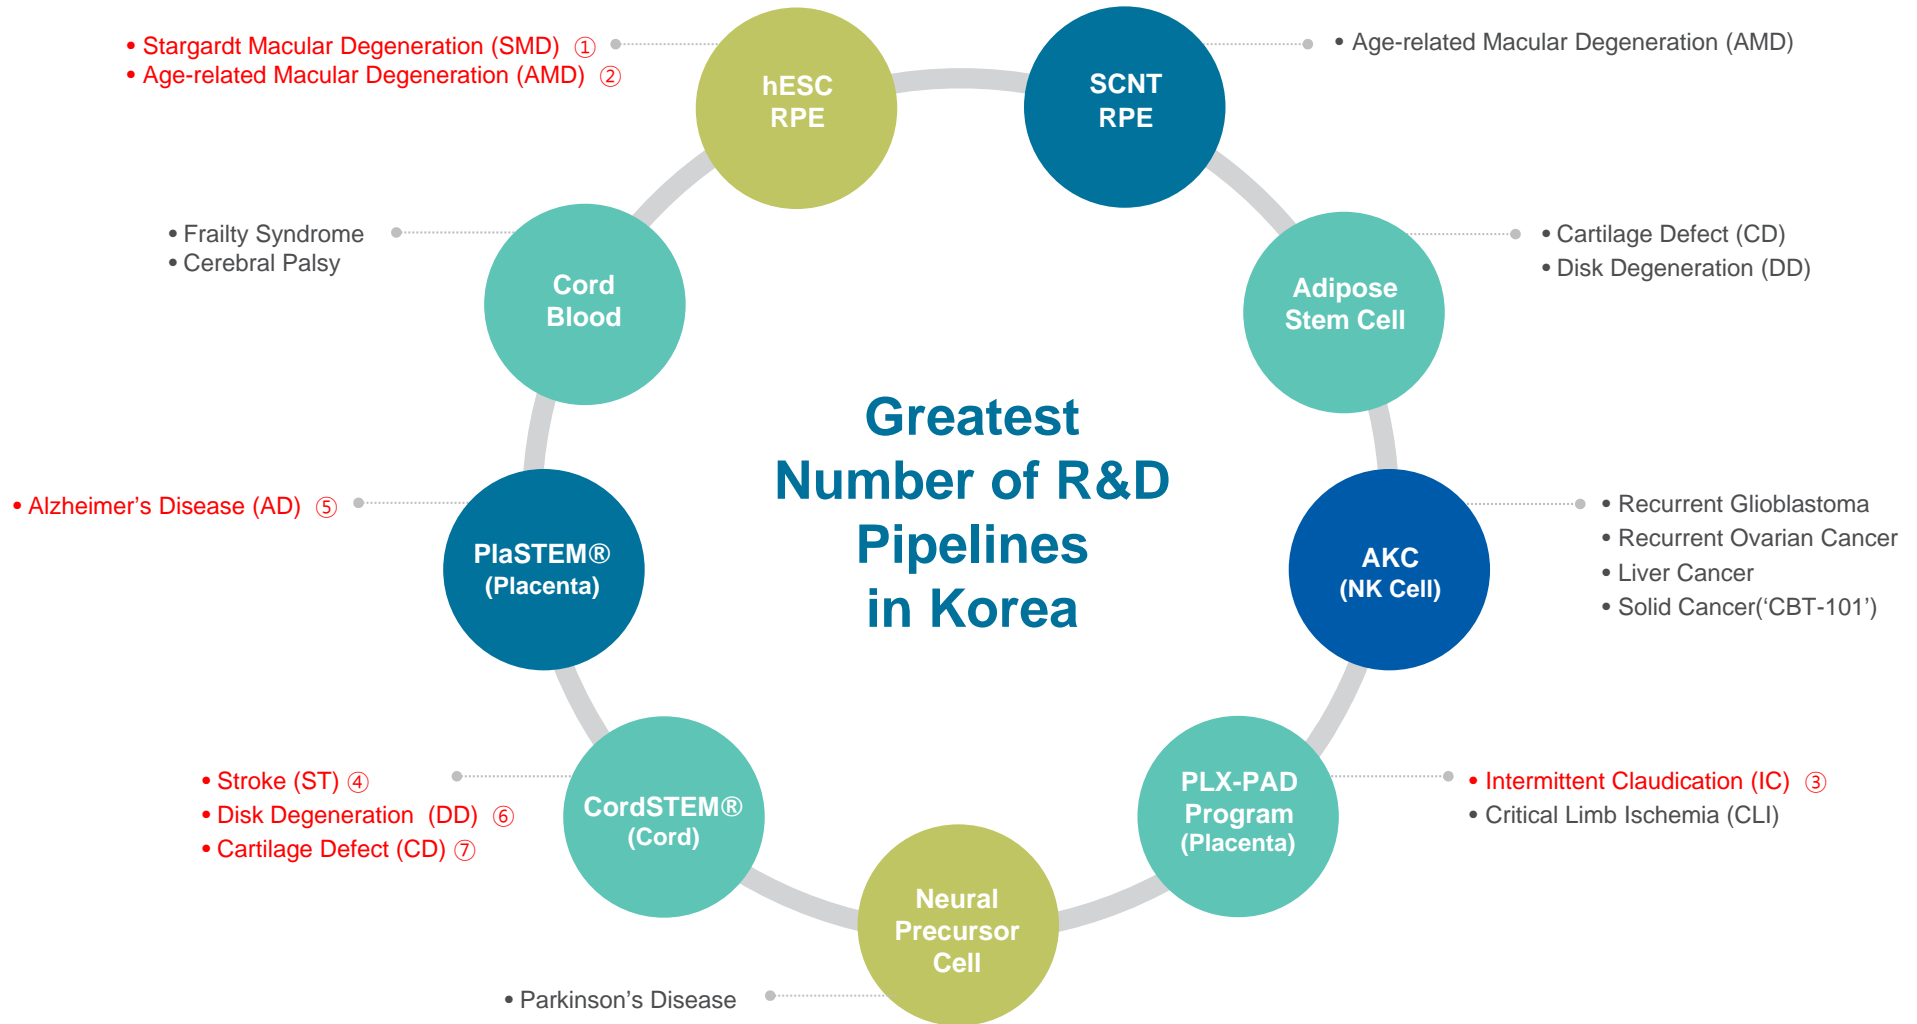 • Stargardt Macular Degeneration (SMD) ①
• Age-related Macular Degeneration (AMD) ②
hESC
RPE
SCNT
RPE
• Age-related Macular Degeneration (AMD)
• Frailty Syndrome
• Cerebral Palsy
Cord
Blood
Adipose
Stem Cell
• Cartilage Defect (CD)
• Disk Degeneration (DD)
Greatest
Number of R&D
Pipelines
in Korea
• Alzheimer’s Disease (AD) ⑤
PlaSTEM®
(Placenta)
AKC
(NK Cell)
• Recurrent Glioblastoma
• Recurrent Ovarian Cancer
• Liver Cancer
• Solid Cancer(‘CBT-101’)
• Stroke (ST) ④
• Disk Degeneration (DD) ⑥
• Cartilage Defect (CD) ⑦
CordSTEM®
(Cord)
PLX-PAD
Program
(Placenta)
• Intermittent Claudication (IC) ③
• Critical Limb Ischemia (CLI)
Neural
Precursor
Cell
• Parkinson’s Disease